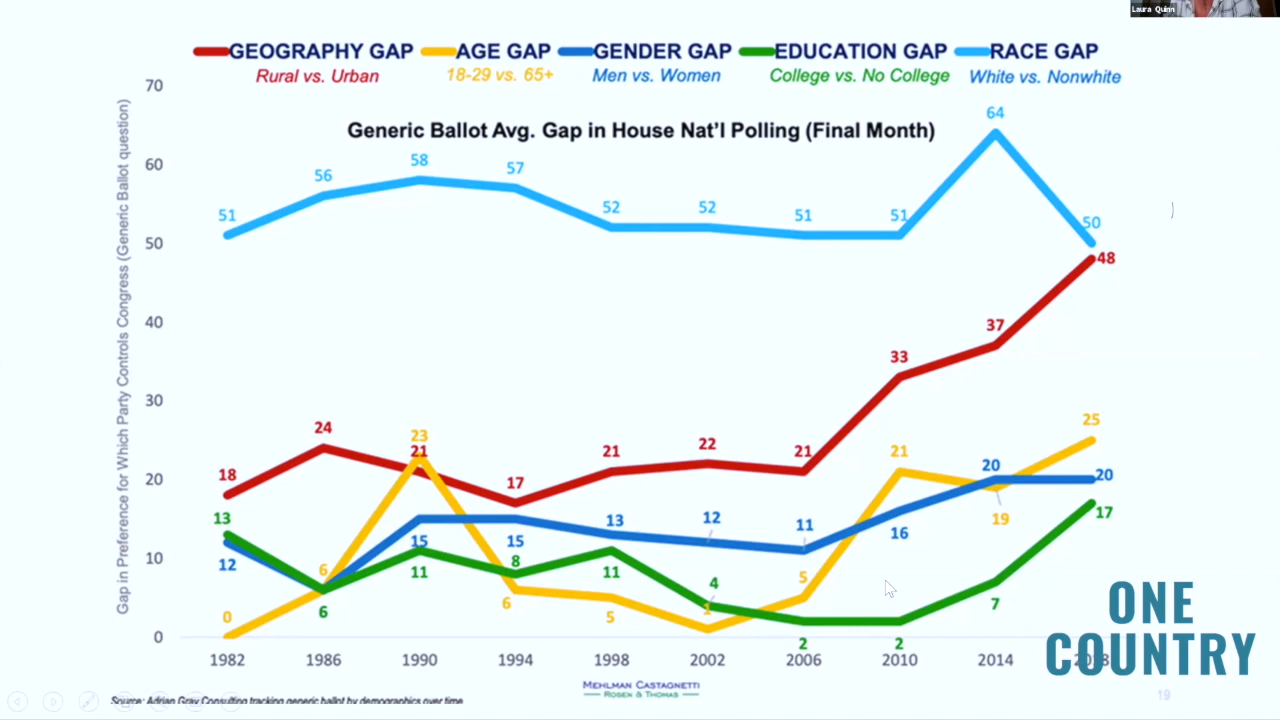 Laura Quinn
GEOGRAPHY GAP AGE GAP GENDER GAP EDUCATION GAP RACE GAP
Rural vs. Urban 18-29 vs. 65+ Men vs. Women College vs. No College White vs. Nonwhite
Generic Ballot Avg. Gap in House Nat'l Polling (Final Month)
Gap in Preference for Which Party Controls Congress (Generic Ballot question)
70
60
50
40
30
20
10
0
51 56 58 57 52 52 51 51 64 50
18 24 21 17 21 22 21 33 37 48
0 6 23 6 5 1 5 21 19 25
12 15 15 13 12 11 16 20 20
13 6 11 8 11 4 2 2 7 17
1982 1986 1990 1994 1998 2002 2006 2010 2014
ONE
COUNTRY
MEHLMAN CASTAGNETTI
ROSEN & THOMAS
Source: Adrian Gray Consulting tracking generic ballot by demographics over time
19